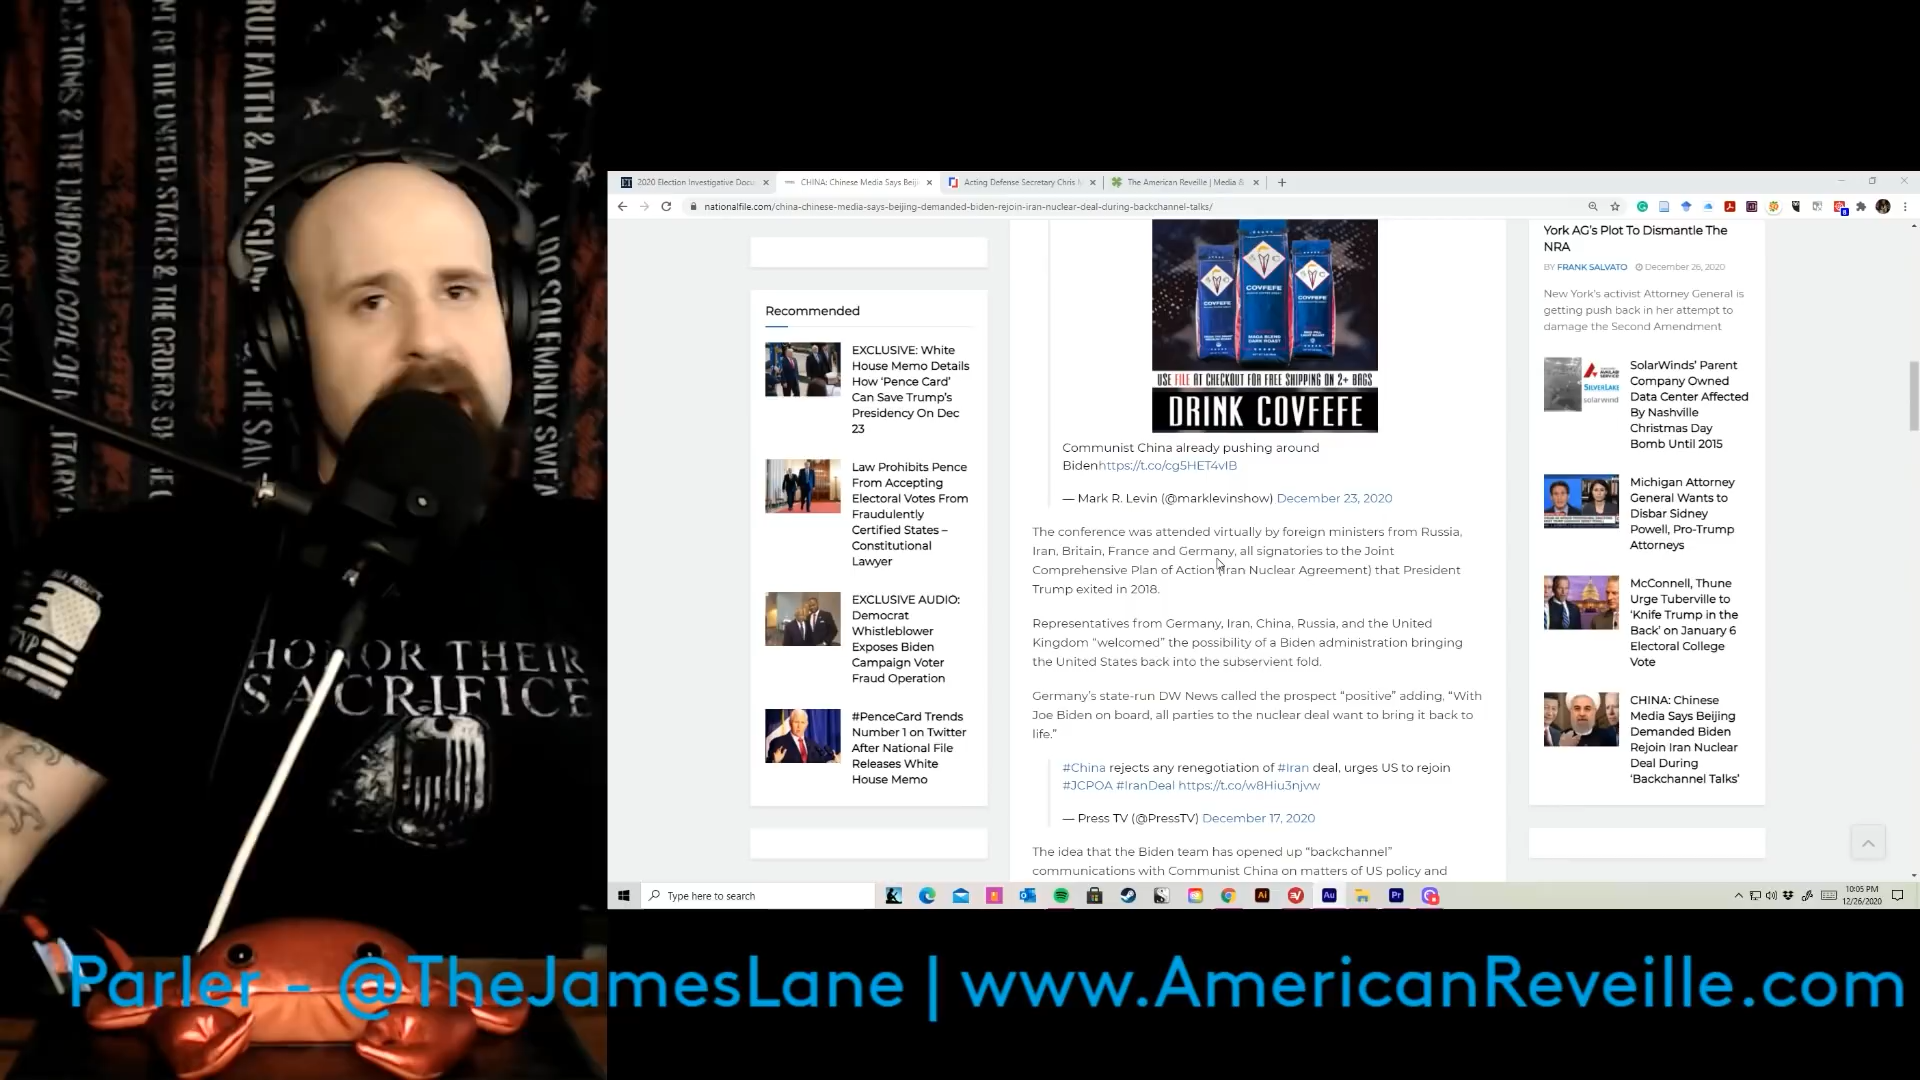 TRUE FAITH & ALLEGIAN
I DO SOLEMNLY SWEA
HONOR THEIR
SACRIFICE
2020 Election Investigative Docu
CHINA: Chinese Media Says Beiji
Acting Defense Secretary Chris
The American Reveille | Media &
nationalfile.com/china-chinese-media-says-beijing-demanded-biden-rejoin-iran-nuclear-deal-during-backchannel-talks/
Recommended
EXCLUSIVE: White
House Memo Details
How ‘Pence Card’
Can Save Trump’s
Presidency On Dec
23
Law Prohibits Pence
From Accepting
Electoral Votes From
Fraudulently
Certified States –
Constitutional
Lawyer
EXCLUSIVE AUDIO:
Democrat
Whistleblower
Exposes Biden
Campaign Voter
Fraud Operation
#PenceCard Trends
Number 1 on Twitter
After National File
Releases White
House Memo
COVFEFE
COVFEFE
COVFEFE
USE FILE AT CHECKOUT FOR FREE SHIPPING ON 2+ BAGS
DRINK COVFEFE
Communist China already pushing around
Bidenhttps://t.co/cg5HET4vIB
— Mark R. Levin (@marklevinshow) December 23, 2020
The conference was attended virtually by foreign ministers from Russia,
Iran, Britain, France and Germany, all signatories to the Joint
Comprehensive Plan of Action (Iran Nuclear Agreement) that President
Trump exited in 2018.
Representatives from Germany, Iran, China, Russia, and the United
Kingdom “welcomed” the possibility of a Biden administration bringing
the United States back into the subservient fold.
Germany’s state-run DW News called the prospect “positive” adding, “With
Joe Biden on board, all parties to the nuclear deal want to bring it back to
life.”
#China rejects any renegotiation of #Iran deal, urges US to rejoin
#JCPOA #IranDeal https://t.co/w8Hiu3njvw
— Press TV (@PressTV) December 17, 2020
The idea that the Biden team has opened up “backchannel”
communications with Communist China on matters of US policy and
York AG’s Plot To Dismantle The
NRA
BY FRANK SALVATO December 26, 2020
New York’s activist Attorney General is
getting push back in her attempt to
damage the Second Amendment
SolarWinds’ Parent
Company Owned
Data Center Affected
By Nashville
Christmas Day
Bomb Until 2015
Michigan Attorney
General Wants to
Disbar Sidney
Powell, Pro-Trump
Attorneys
McConnell, Thune
Urge Tuberville to
‘Knife Trump in the
Back’ on January 6
Electoral College
Vote
CHINA: Chinese
Media Says Beijing
Demanded Biden
Rejoin Iran Nuclear
Deal During
‘Backchannel Talks’
Type here to search
10:05 PM
12/26/2020
Parler - @TheJamesLane | www.AmericanReveille.com